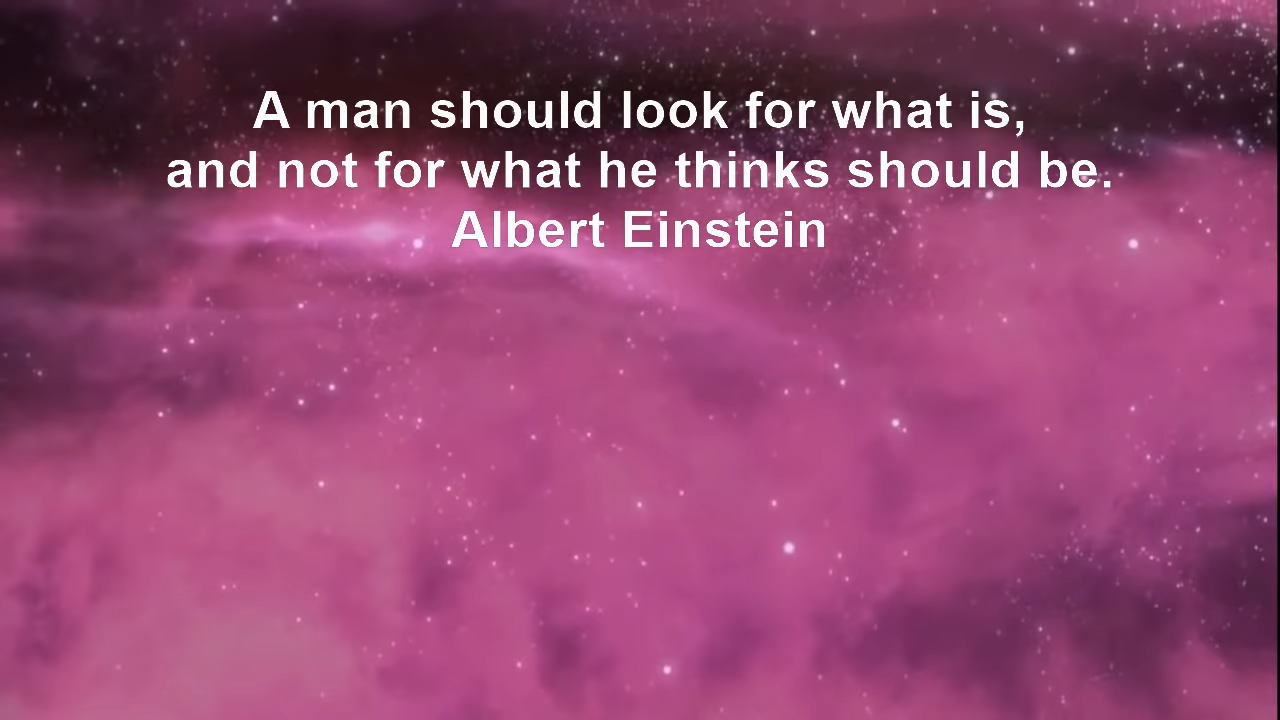 A man should look for what is,
and not for what he thinks should be.
Albert Einstein